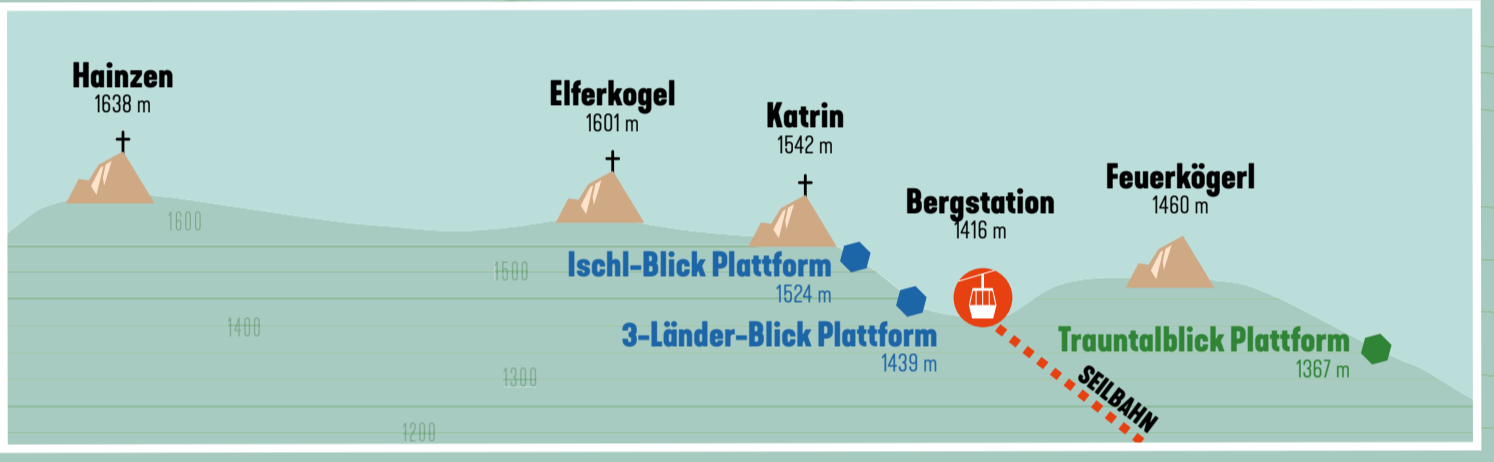 Hainzen
1638 m
Elferkogel
1601 m
Katrin
1542 m
Bergstation
1416 m
Feuerkögerl
1460 m
1600
1500
Ischl-Blick Plattform
1524 m
1400
3-Länder-Blick Plattform
1439 m
Trauntalblick Plattform
1367 m
1300
SEILBAHN
1200